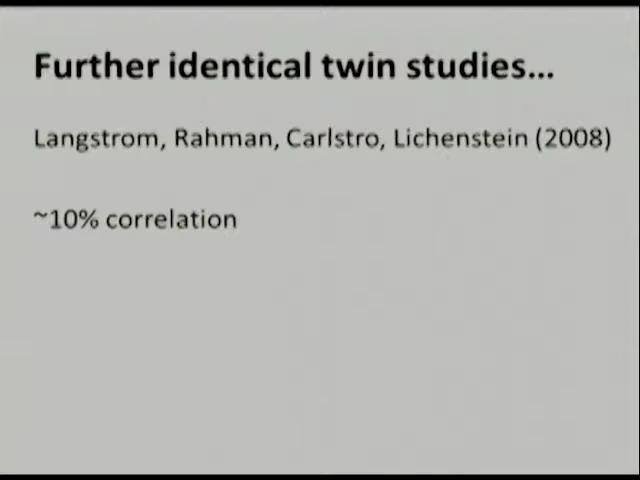 Further identical twin studies...
Langstrom, Rahman, Carlstro, Lichenstein (2008)
~10% correlation